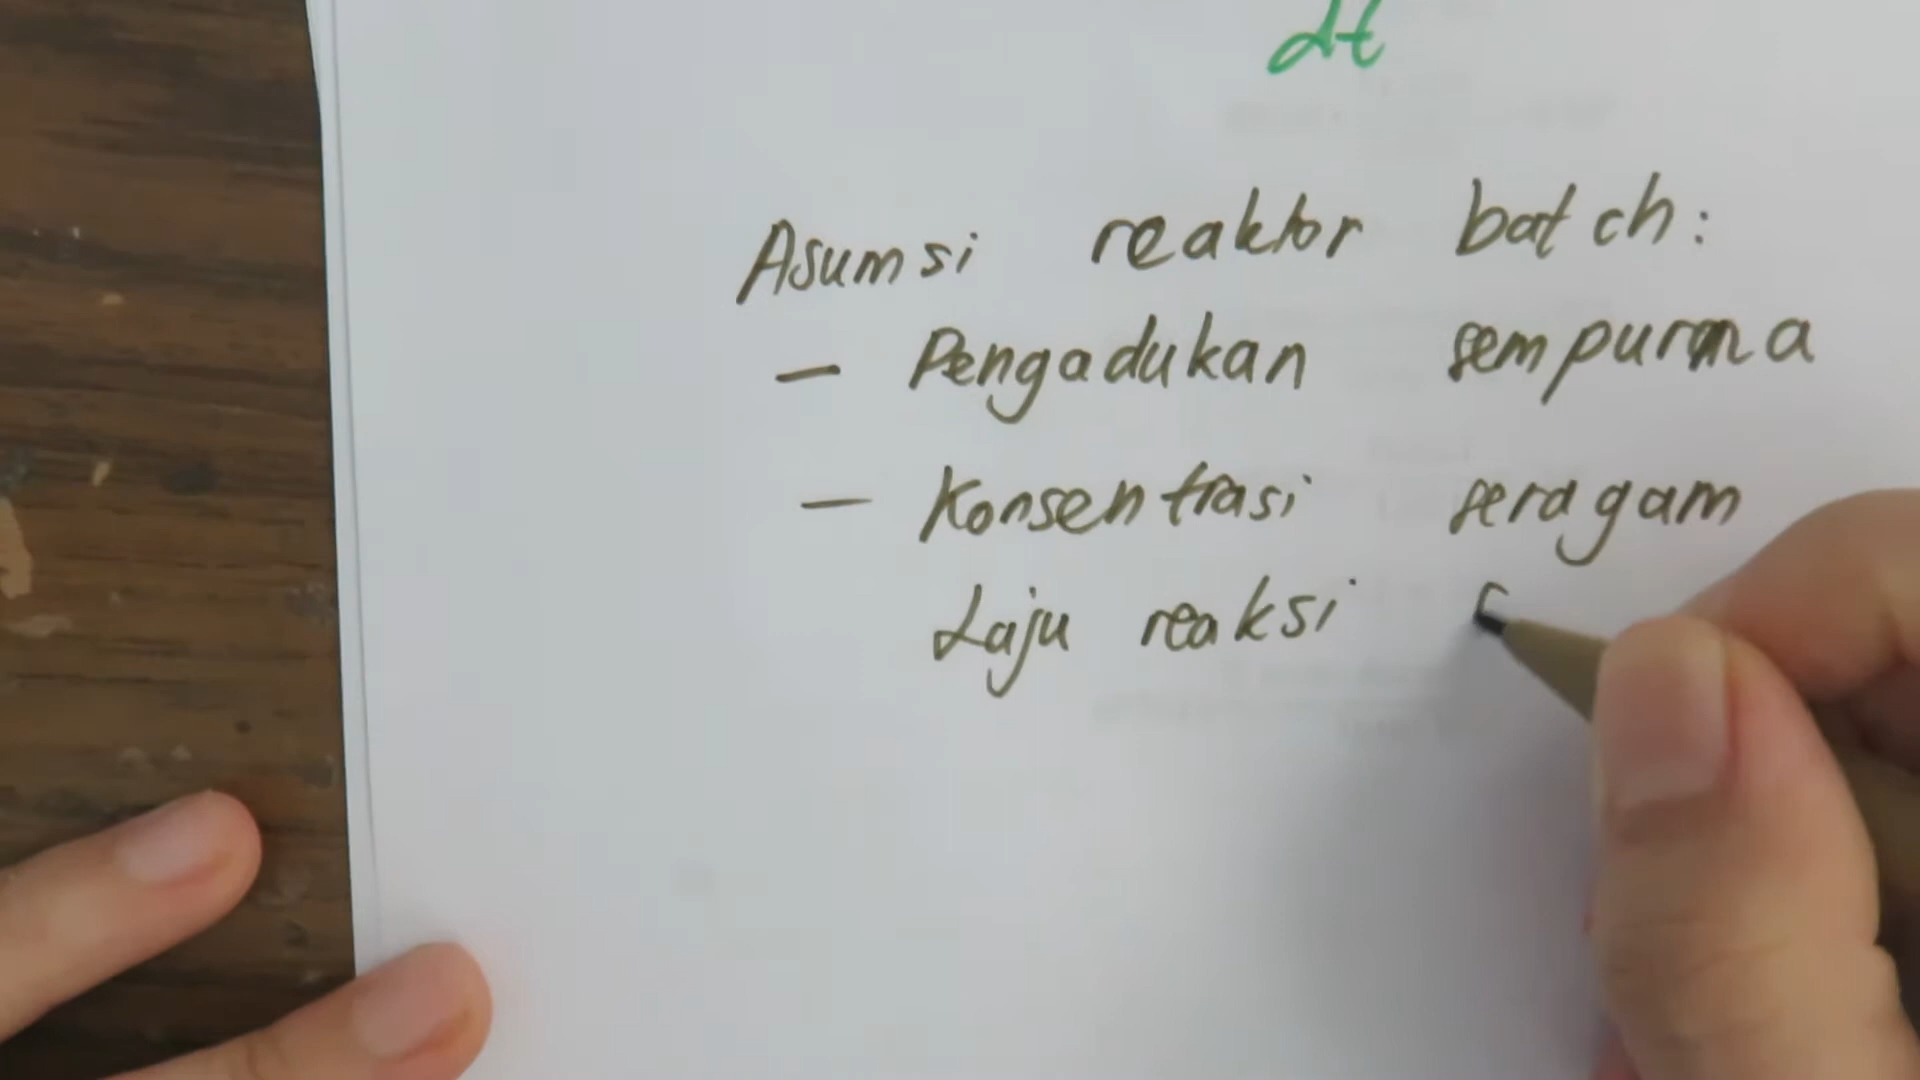 dt
Asumsi reaktor batch:
- Pengadukan sempurna
- Konsentrasi seragam
Laju reaksi